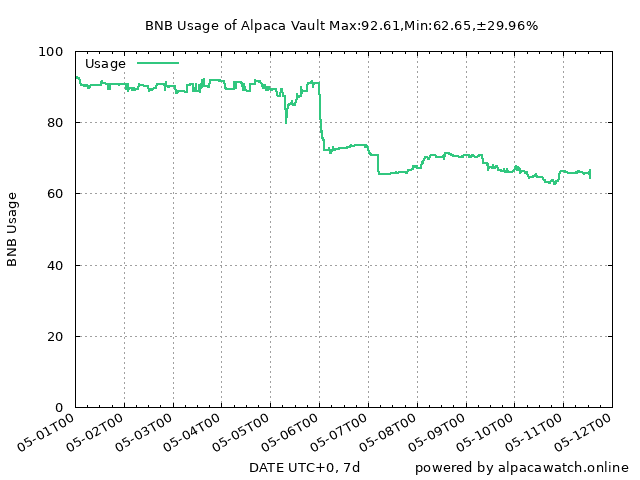 BNB Usage of Alpaca Vault Max:92.61,Min:62.65,±29.96%
Usage
100
80
60
40
20
0
BNB Usage
05-01T00
05-02T00
05-03T00
05-04T00
05-05T00
05-06T00
05-07T00
05-08T00
05-09T00
05-10T00
05-11T00
05-12T00
DATE UTC+0, 7d
powered by alpacawatch.online